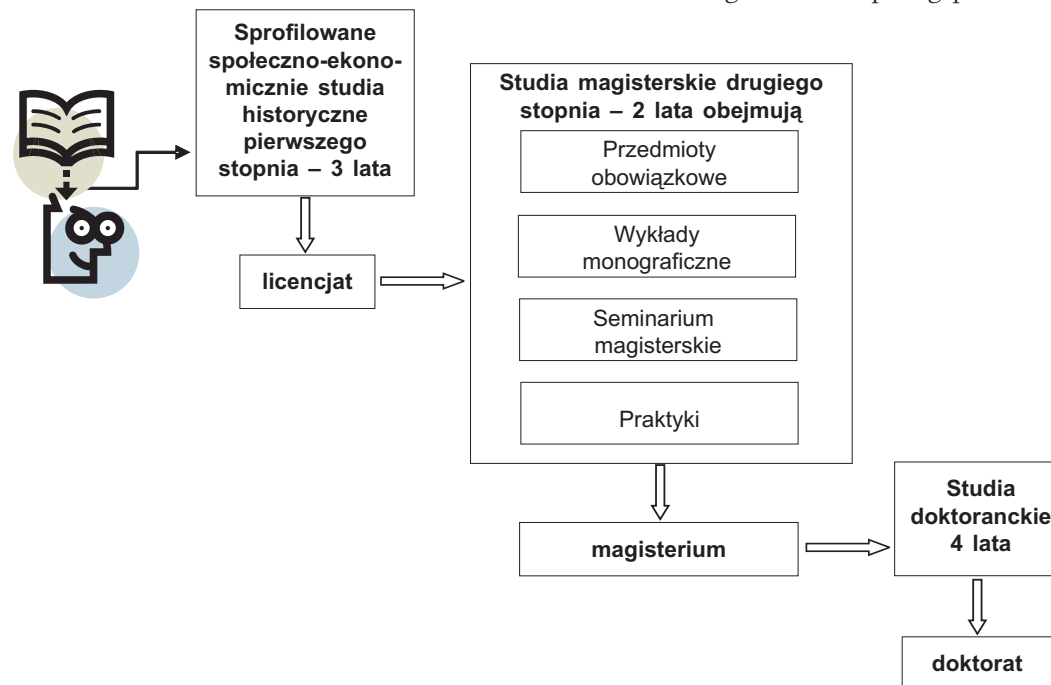 Sprofilowane
społeczno-ekono-
micznie studia
historyczne
pierwszego
stopnia – 3 lata
licencjat
Studia magisterskie drugiego
stopnia – 2 lata obejmują
Przedmioty
obowiązkowe
Wykłady
monograficzne
Seminarium
magisterskie
Praktyki
magisterium
Studia
doktoranckie
4 lata
doktorat